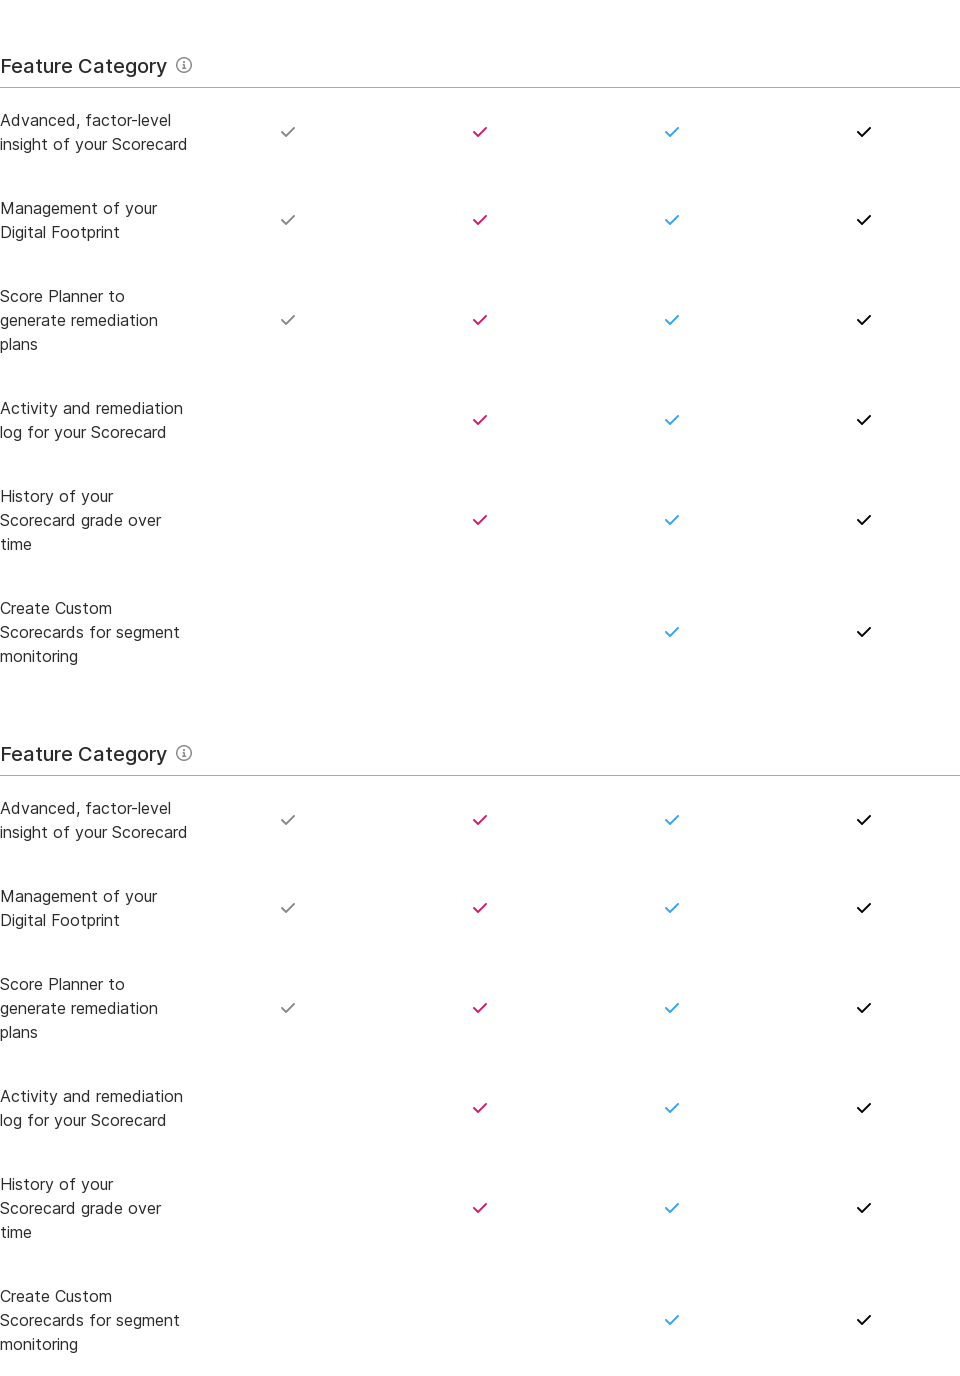 Feature Category
Advanced, factor-level
insight of your Scorecard
Management of your
Digital Footprint
Score Planner to
generate remediation
plans
Activity and remediation
log for your Scorecard
History of your
Scorecard grade over
time
Create Custom
Scorecards for segment
monitoring
Feature Category
Advanced, factor-level
insight of your Scorecard
Management of your
Digital Footprint
Score Planner to
generate remediation
plans
Activity and remediation
log for your Scorecard
History of your
Scorecard grade over
time
Create Custom
Scorecards for segment
monitoring